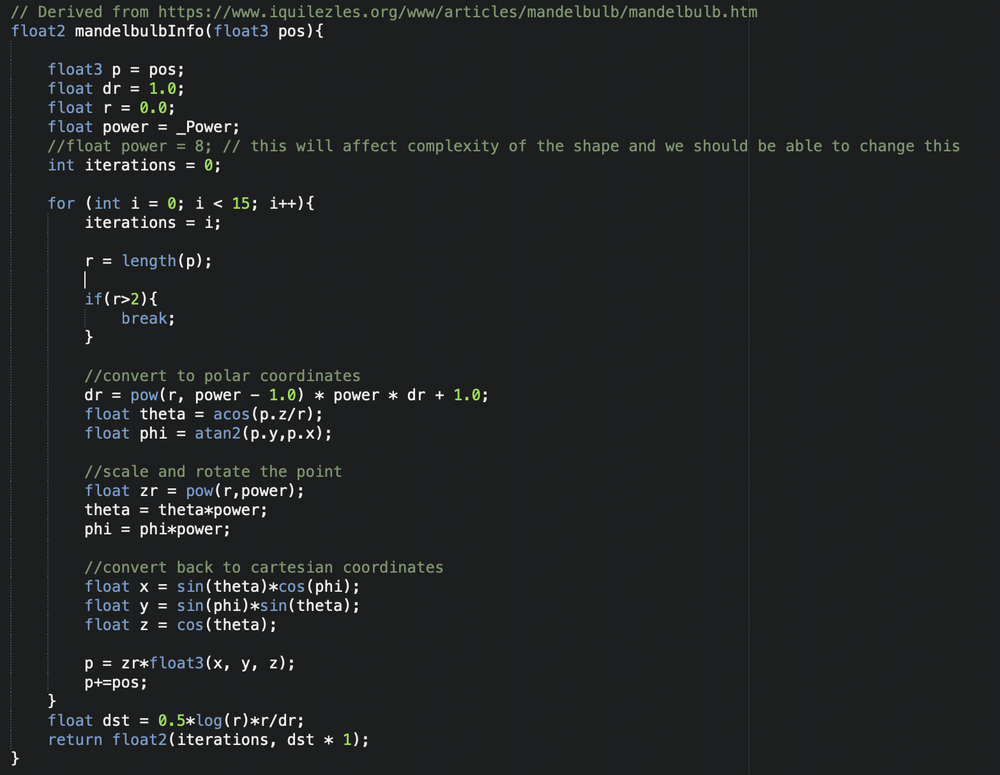 // Derived from https://www.iquilezles.org/www/articles/mandelbulb/mandelbulb.htm
float2 mandelbulbInfo(float3 pos){
float3 p = pos;
float dr = 1.0;
float r = 0.0;
float power = _Power;
//float power = 8; // this will affect complexity of the shape and we should be able to change this
int iterations = 0;
for (int i = 0; i < 15; i++){
iterations = i;
r = length(p);
if(r>2){
break;
}
//convert to polar coordinates
dr = pow(r, power - 1.0) * power * dr + 1.0;
float theta = acos(p.z/r);
float phi = atan2(p.y,p.x);
//scale and rotate the point
float zr = pow(r,power);
theta = theta*power;
phi = phi*power;
//convert back to cartesian coordinates
float x = sin(theta)*cos(phi);
float y = sin(phi)*sin(theta);
float z = cos(theta);
p = zr*float3(x, y, z);
p+=pos;
}
float dst = 0.5*log(r)*r/dr;
return float2(iterations, dst * 1);
}